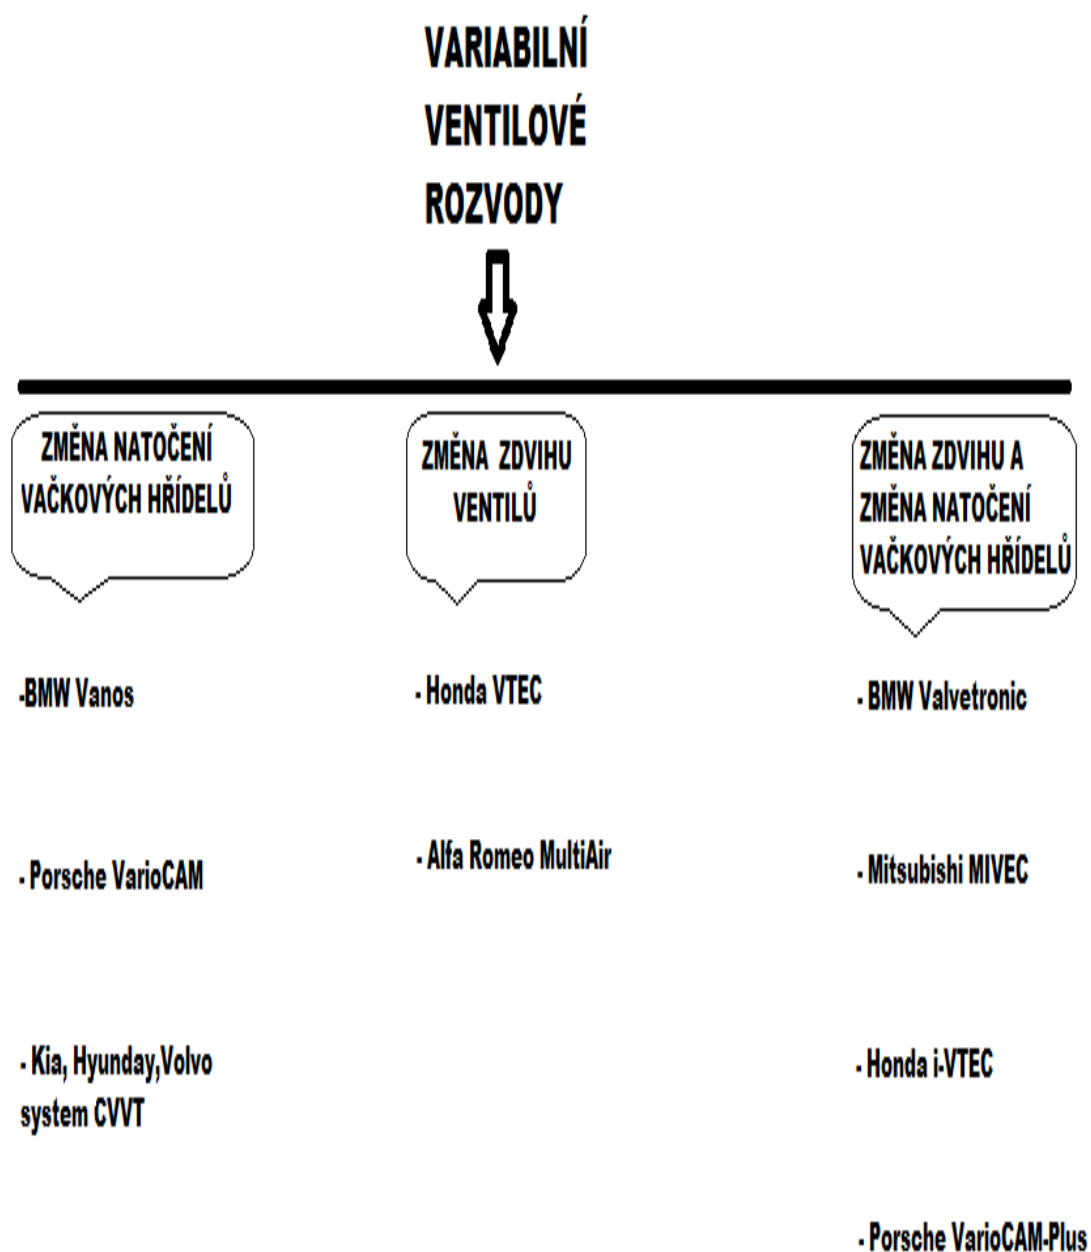 VARIABILNÍ
VENTILOVÉ
ROZVODY
ZMĚNA NATOČENÍ
VAČKOVÝCH HŘÍDELŮ
-BMW Vanos
- Porsche VarioCAM
- Kia, Hyunday,Volvo
system CVVT
ZMĚNA ZDVIHU
VENTILŮ
- Honda VTEC
- Alfa Romeo MultiAir
ZMĚNA ZDVIHU A
ZMĚNA NATOČENÍ
VAČKOVÝCH HŘÍDELŮ
- BMW Valvetronic
- Mitsubishi MIVEC
- Honda i-VTEC
- Porsche VarioCAM-Plus